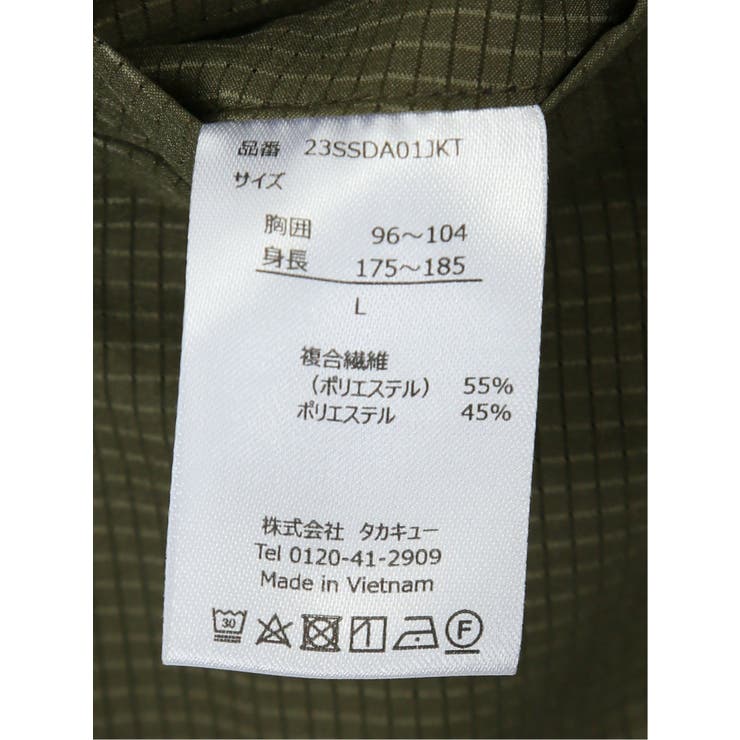 品番 23SSDA01JKT
サイズ
胸囲 96～104
身長 175～185
L
複合繊維
（ポリエステル） 55%
ポリエステル 45%
株式会社 タカキュー
Tel 0120-41-2909
Made in Vietnam
30 F